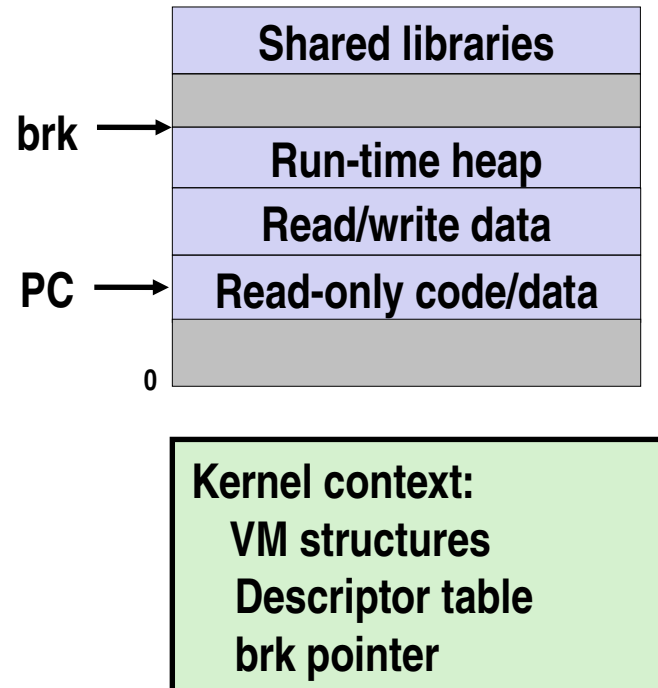 Shared libraries
brk
Run-time heap
Read/write data
PC
Read-only code/data
0
Kernel context:
VM structures
Descriptor table
brk pointer